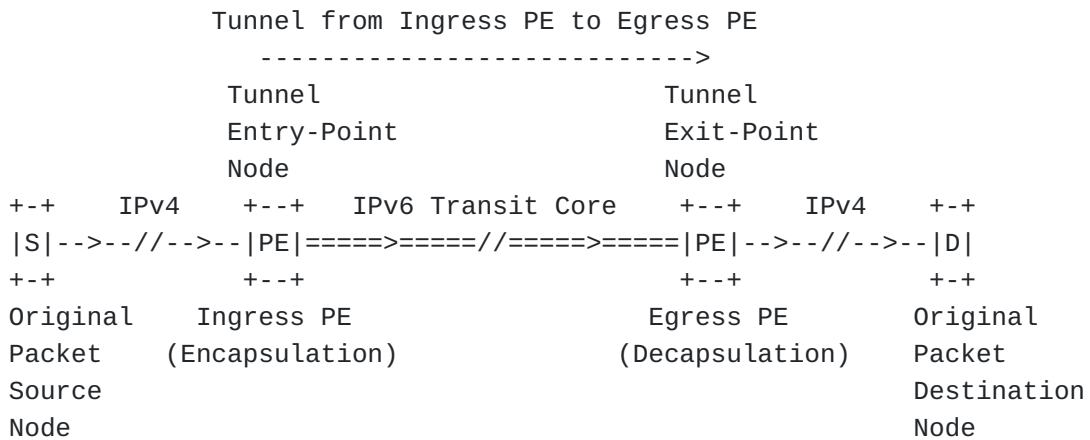 Tunnel from Ingress PE to Egress PE
---------------------------->
Tunnel                      Tunnel
Entry-Point                 Exit-Point
Node                        Node
+-+    IPv4    +--+   IPv6 Transit Core    +--+    IPv4    +-+
|S|-->--//-->--|PE|=====>=====//=====>=====|PE|-->--//-->--|D|
+-+            +--+                        +--+            +-+
Original    Ingress PE                Egress PE        Original
Packet  (Encapsulation)              (Decapsulation)    Packet
Source                                                     Destination
Node                                                       Node